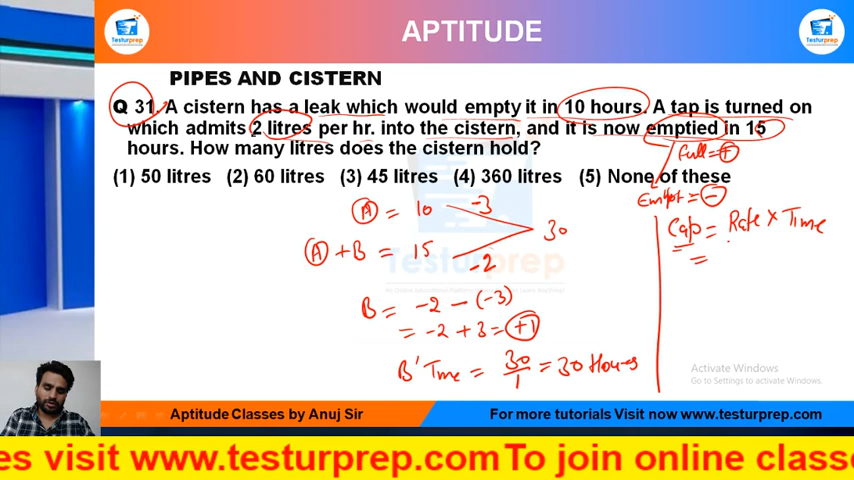 APTITUDE
Testurprep
Testurprep
PIPES AND CISTERN
Q 31. A cistern has a leak which would empty it in 10 hours. A tap is turned on
which admits 2 litres per hr. into the cistern, and it is now emptied in 15
hours. How many litres does the cistern hold?
Full = +
(1) 50 litres (2) 60 litres (3) 45 litres (4) 360 litres (5) None of these
Empt = -
A = 10 -3
30
A + B = 15 -2
Cap = Rate × Time
=
Testurprep
B = -2 - (-3)
= -2 + 3 = +1
B' Time = 30/1 = 30 Hours
Activate Windows
Go to Settings to activate Windows.
Aptitude Classes by Anuj Sir
For more tutorials Visit now www.testurprep.com
es visit www.testurprep.com To join online classe